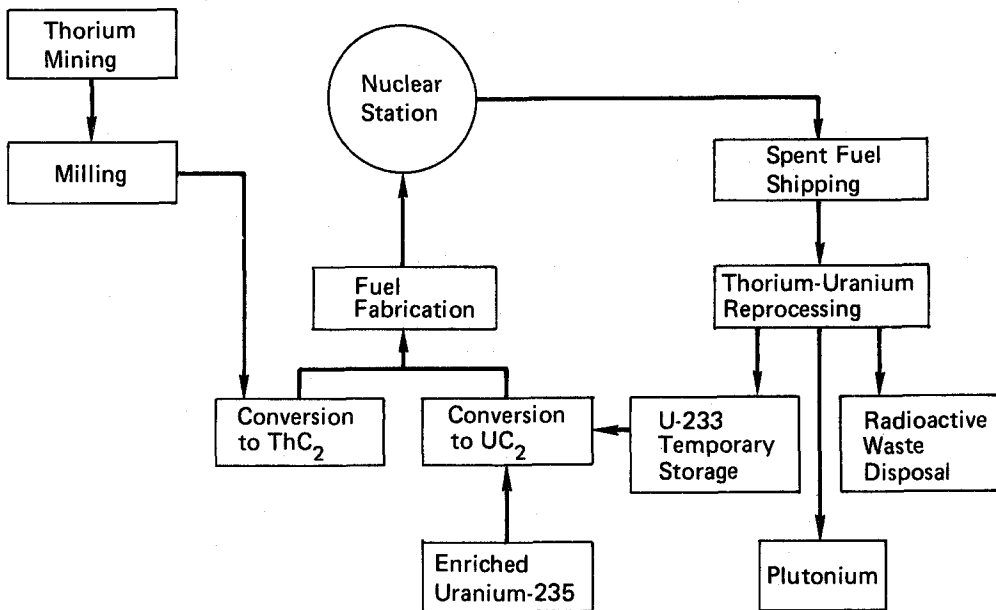 Thorium
Mining
Milling
Nuclear
Station
Spent Fuel
Shipping
Fuel
Fabrication
Thorium-Uranium
Reprocessing
Conversion
to ThC2
Conversion
to UC2
U-233
Temporary
Storage
Radioactive
Waste
Disposal
Enriched
Uranium-235
Plutonium